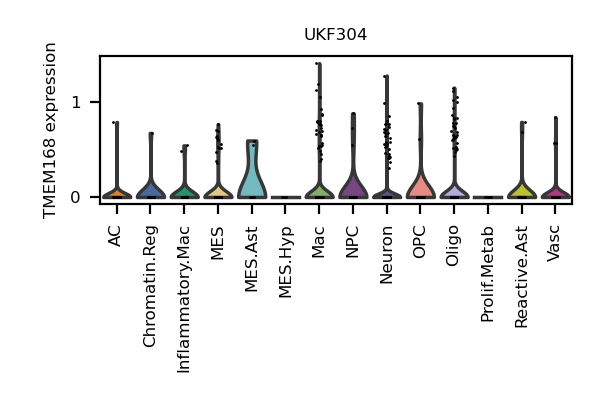 UKF304
TMEM168 expression
1
0
AC
Chromatin.Reg
Inflammatory.Mac
MES
MES.Ast
MES.Hyp
Mac
NPC
Neuron
OPC
Oligo
Prolif.Metab
Reactive.Ast
Vasc